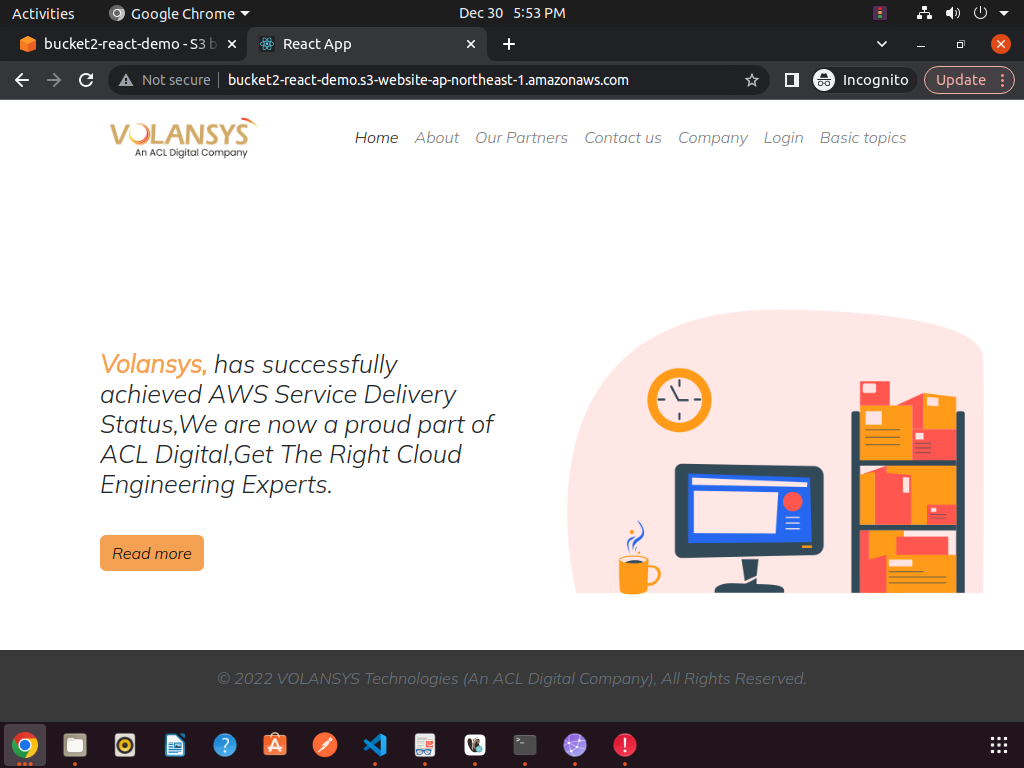 Activities
Google Chrome
Dec 30 5:53 PM
bucket2-react-demo - S3 b
React App
Not secure
bucket2-react-demo.s3-website-ap-northeast-1.amazonaws.com
Incognito
Update
VOLANSYS
An ACL Digital Company
Home About Our Partners Contact us Company Login Basic topics
Volansys, has successfully
achieved AWS Service Delivery
Status,We are now a proud part of
ACL Digital,Get The Right Cloud
Engineering Experts.
Read more
© 2022 VOLANSYS Technologies (An ACL Digital Company), All Rights Reserved.